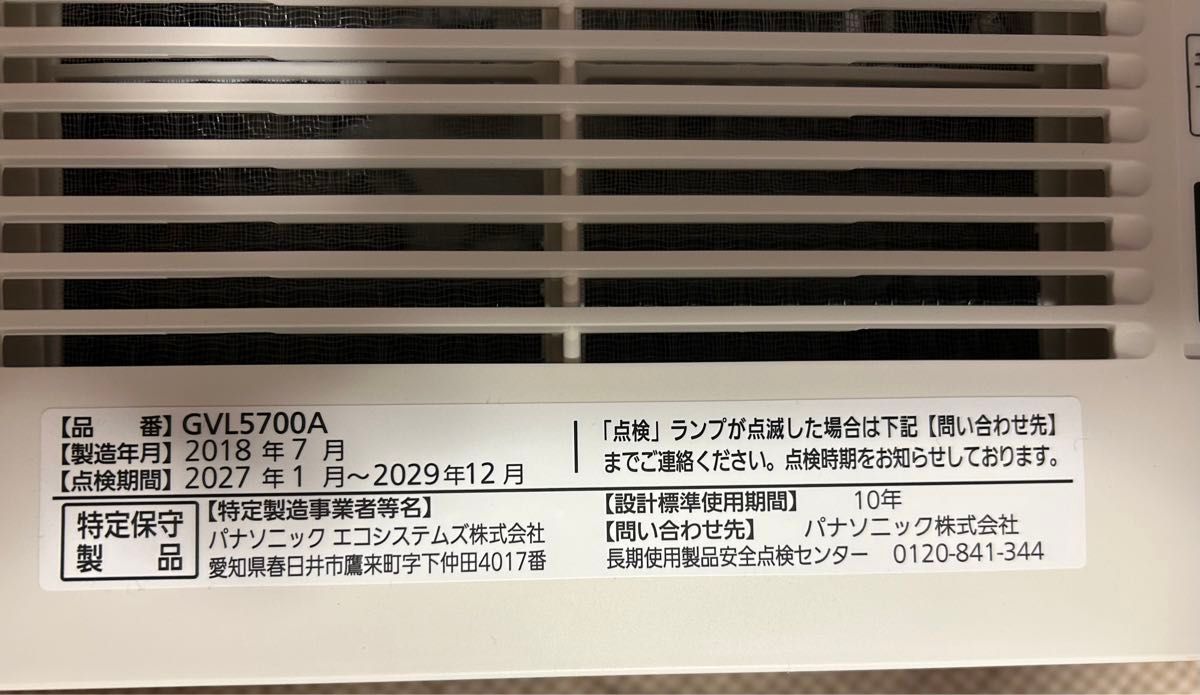 【品　　番】GVL5700A
【製造年月】2018 年 7 月
【点検期間】2027 年 1 月～2029年12 月
「点検」ランプが点滅した場合は下記【問い合わせ先】
までご連絡ください。点検時期をお知らせしております。
特定保守
製　　品
【特定製造事業者等名】
パナソニック エコシステムズ株式会社
愛知県春日井市鷹来町字下仲田4017番
【設計標準使用期間】　　10年
【問い合わせ先】　　パナソニック株式会社
長期使用製品安全点検センター　0120-841-344